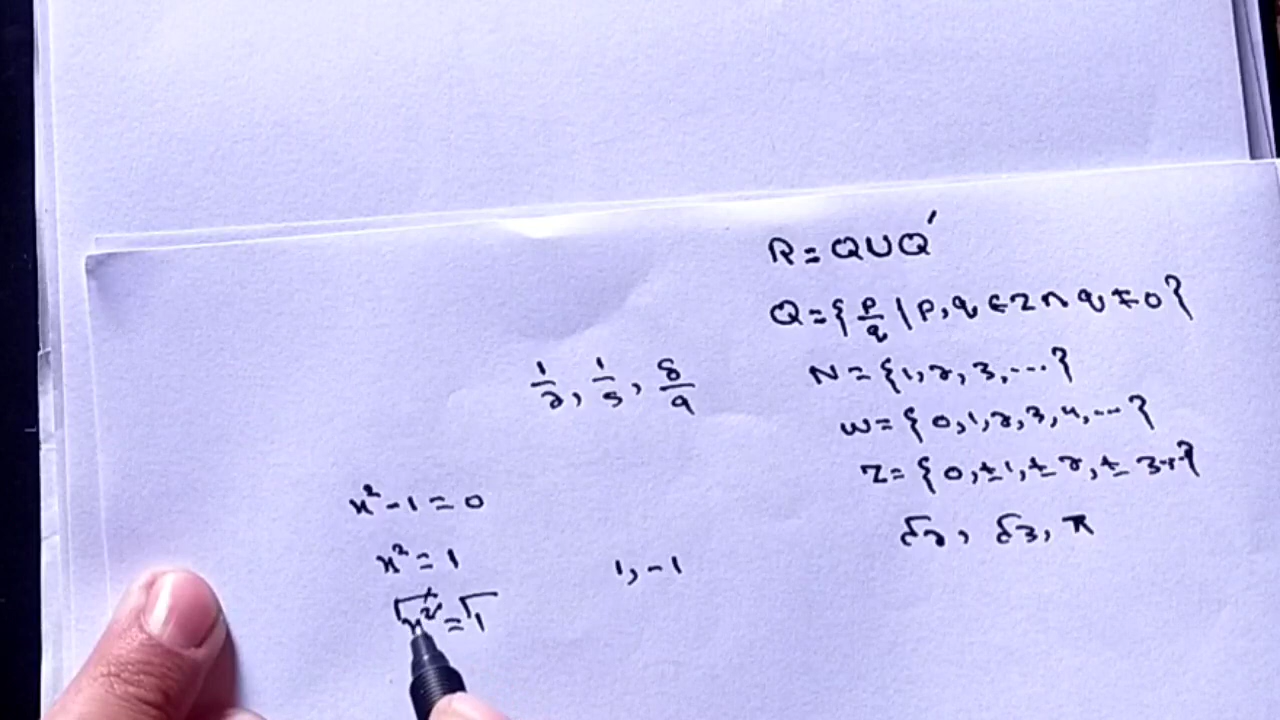 R = Q U Q'
Q = { p/q | p, q ∈ Z ∧ q ≠ 0 }
N = { 1, 2, 3, ... }
1/2, 1/5, 8/9
W = { 0, 1, 2, 3, 4, ... }
Z = { 0, ±1, ±2, ±3... }
x² - 1 = 0
√2, √3, π
x² = 1
1, -1
√x² = √1